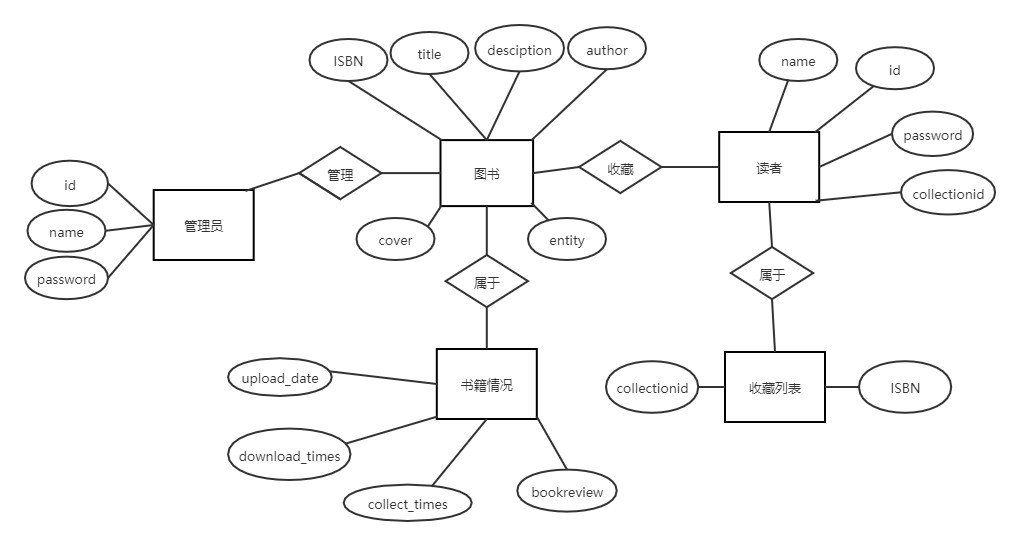 ISBN
title
desciption
author
name
id
password
collectionid
id
name
password
管理员
管理
图书
收藏
读者
cover
entity
属于
属于
upload_date
书籍情况
download_times
collect_times
bookreview
collectionid
收藏列表
ISBN